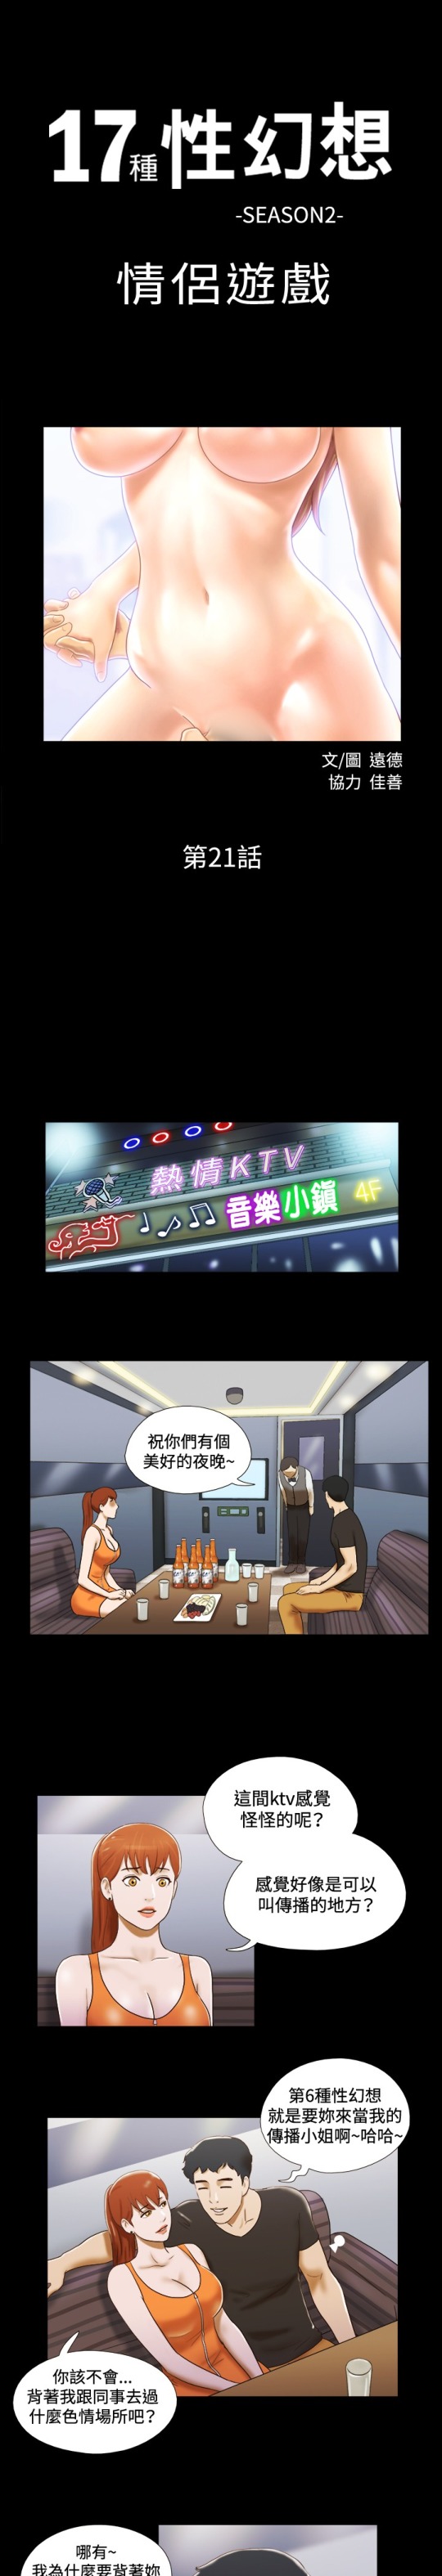 17種性幻想
-SEASON2-
情侶遊戲
文/圖 遠德
協力 佳善
第21話
熱情KTV
音樂小鎮 4F
祝你們有個
美好的夜晚~
這間ktv感覺
怪怪的呢?
感覺好像是可以
叫傳播的地方?
第6種性幻想
就是要妳來當我的
傳播小姐啊~哈哈~
你該不會...
背著我跟同事去過
什麼色情場所吧?
哪有~
我為什麼要背著妳